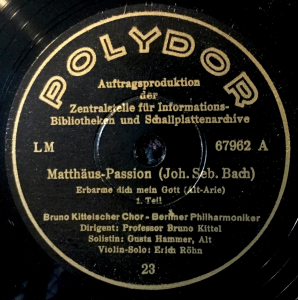 POLYDOR
Auftragsproduktion
der
Zentralstelle für Informations-
Bibliotheken und Schallplattenarchive
LM 67962 A
Matthäus-Passion (Joh. Seb. Bach)
Erbarme dich mein Gott (Alt-Arie)
1. Teil
Bruno Kittelscher Chor - Berliner Philharmoniker
Dirigent: Professor Bruno Kittel
Solistin: Gusta Hammer, Alt
Violin-Solo: Erich Röhn
23